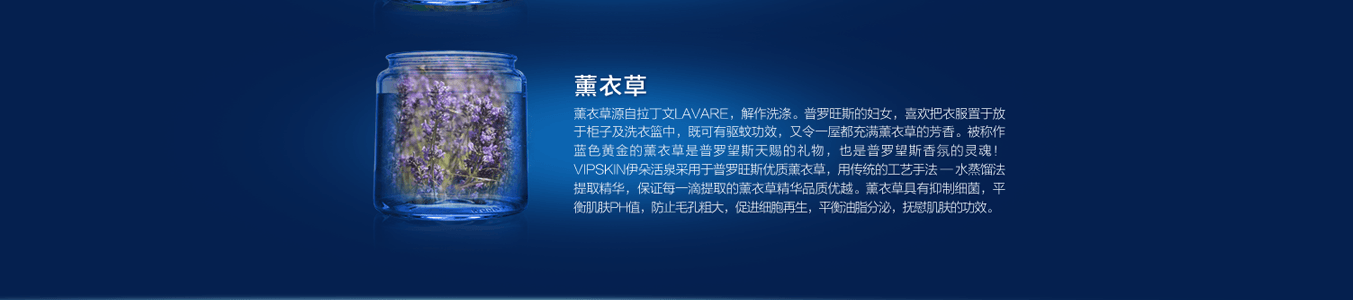 薰衣草
薰衣草源自拉丁文LAVARE，解作洗涤。普罗旺斯的妇女，喜欢把衣服置于放
于柜子及洗衣篮中，既可有驱蚊功效，又令一屋都充满薰衣草的芳香。被称作
蓝色黄金的薰衣草是普罗望斯天赐的礼物，也是普罗望斯香氛的灵魂！
VIPSKIN伊朵活泉采用于普罗旺斯优质薰衣草，用传统的工艺手法 — 水蒸馏法
提取精华，保证每一滴提取的薰衣草精华品质优越。薰衣草具有抑制细菌，平
衡肌肤PH值，防止毛孔粗大，促进细胞再生，平衡油脂分泌，抚慰肌肤的功效。